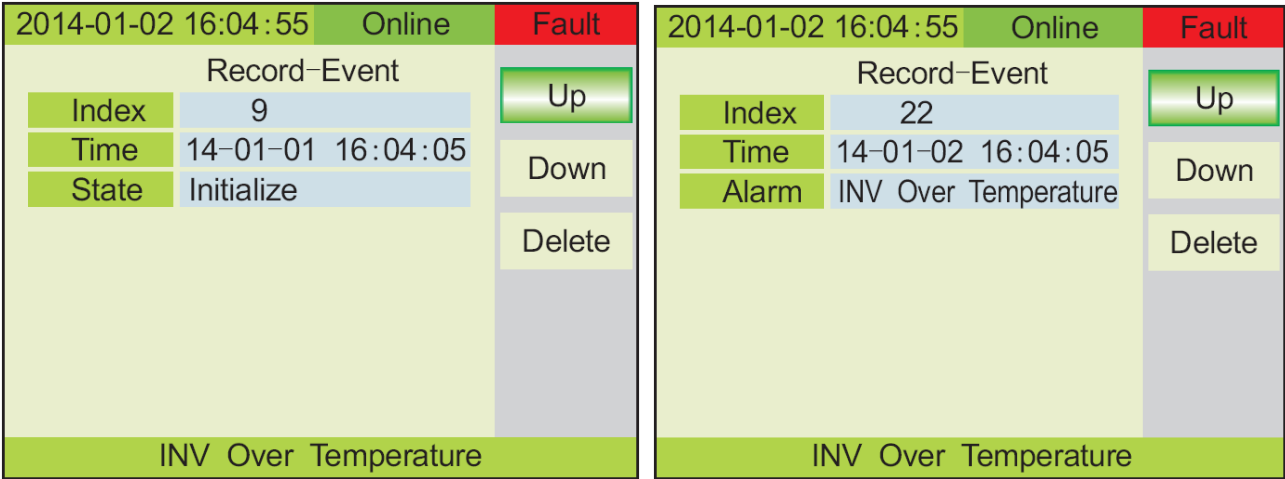 2014-01-02 16:04:55 Online Fault
Record-Event
Index 9
Time 14-01-01 16:04:05
State Initialize
Up
Down
Delete
INV Over Temperature
2014-01-02 16:04:55 Online Fault
Record-Event
Index 22
Time 14-01-02 16:04:05
Alarm INV Over Temperature
Up
Down
Delete
INV Over Temperature